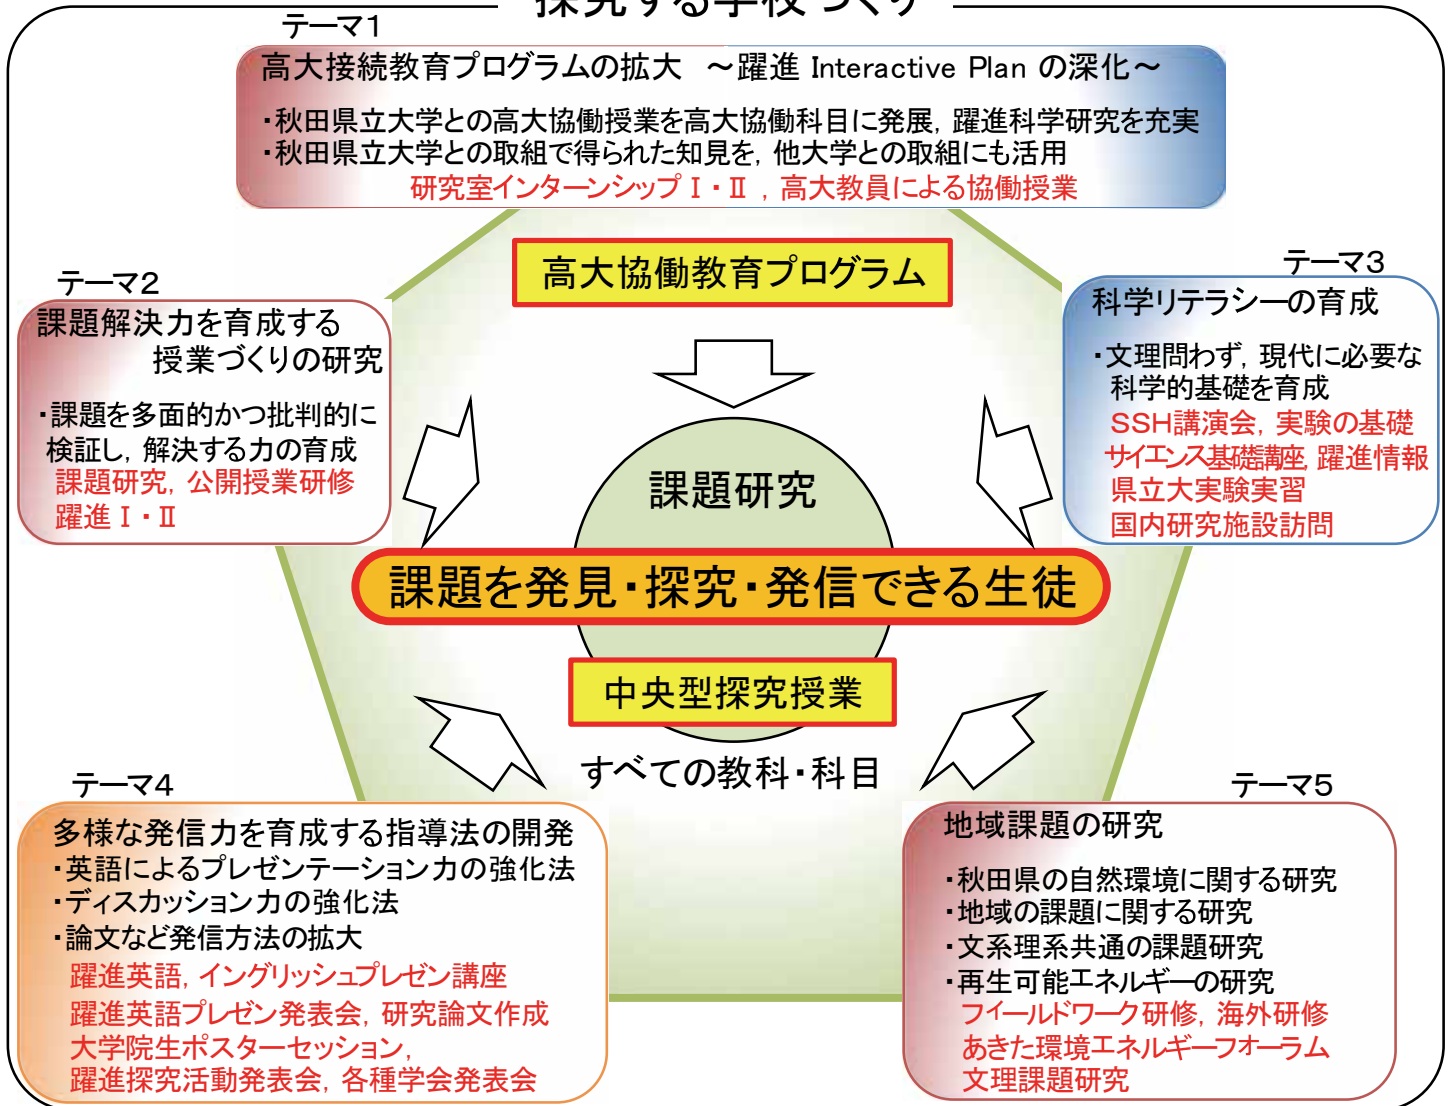 探究する学校づくり
テーマ1
高大接続教育プログラムの拡大 ～躍進 Interactive Plan の深化～
・秋田県立大学との高大協働授業を高大協働科目に発展，躍進科学研究を充実
・秋田県立大学との取組で得られた知見を，他大学との取組にも活用
研究室インターンシップⅠ・Ⅱ，高大教員による協働授業
高大協働教育プログラム
テーマ2
課題解決力を育成する
授業づくりの研究
・課題を多面的かつ批判的に
検証し，解決する力の育成
課題研究，公開授業研修
躍進Ⅰ・Ⅱ
テーマ3
科学リテラシーの育成
・文理問わず，現代に必要な
科学的基礎を育成
SSH講演会，実験の基礎
サイエンス基礎講座，躍進情報
県立大実験実習
国内研究施設訪問
課題研究
課題を発見・探究・発信できる生徒
中央型探究授業
すべての教科・科目
テーマ4
多様な発信力を育成する指導法の開発
・英語によるプレゼンテーション力の強化法
・ディスカッション力の強化法
・論文など発信方法の拡大
躍進英語，イングリッシュプレゼン講座
躍進英語プレゼン発表会，研究論文作成
大学院生ポスターセッション，
躍進探究活動発表会，各種学会発表会
テーマ5
地域課題の研究
・秋田県の自然環境に関する研究
・地域の課題に関する研究
・文系理系共通の課題研究
・再生可能エネルギーの研究
フイールドワーク研修，海外研修
あきた環境エネルギーフォーラム
文理課題研究